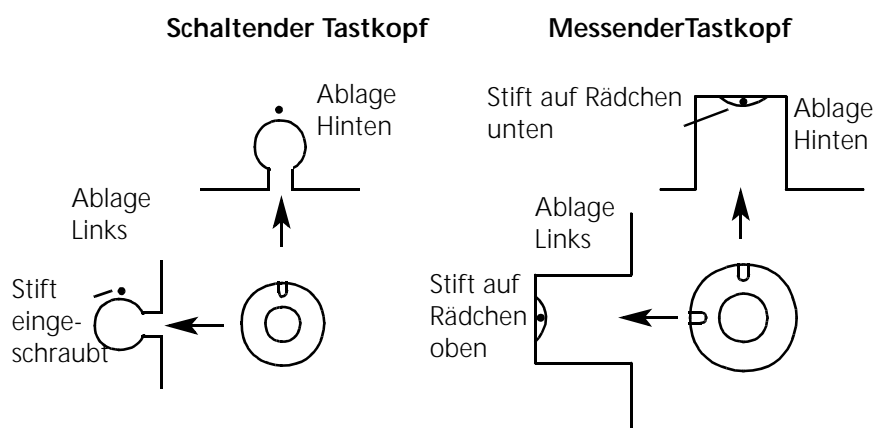 Schaltender Tastkopf
Ablage
Hinten
Ablage
Links
Stift
einge-
schraubt
MessenderTastkopf
Stift auf Rädchen
unten
Ablage
Hinten
Ablage
Links
Stift auf
Rädchen
oben